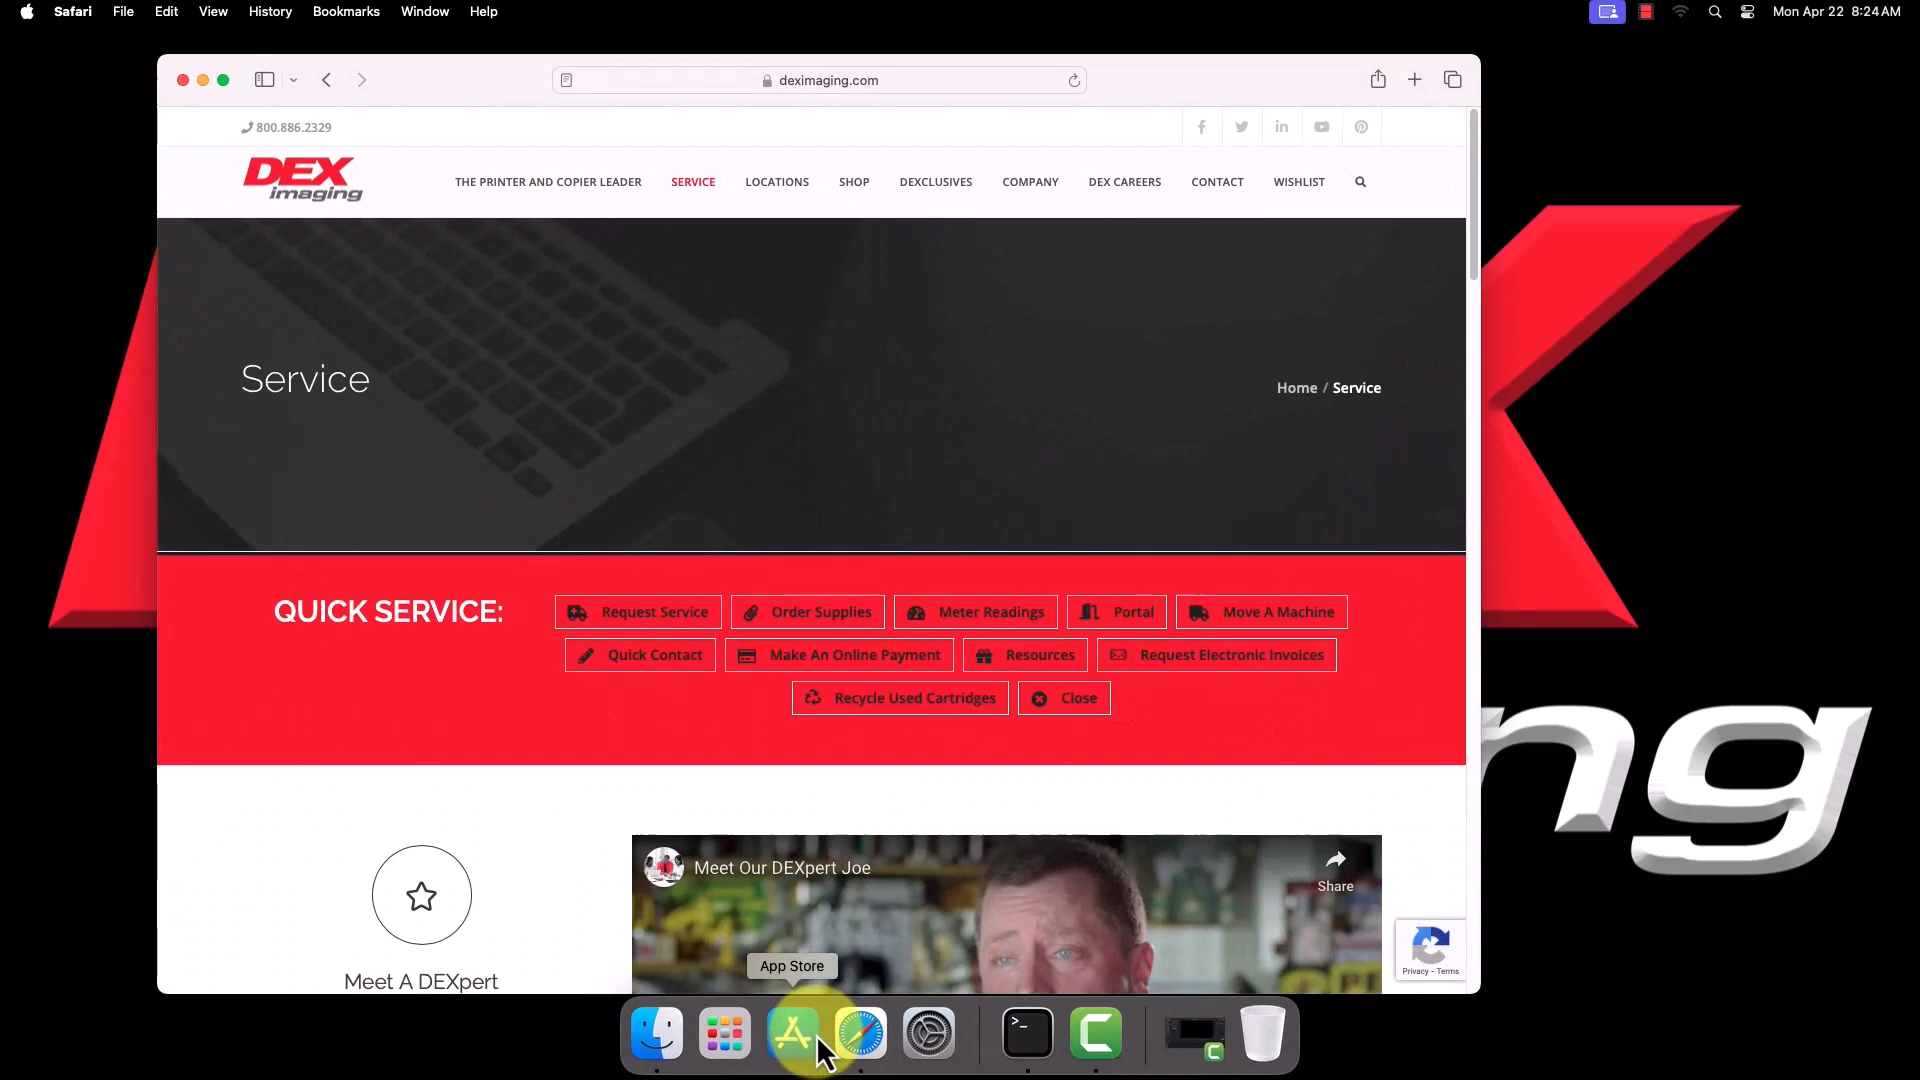 Safari File Edit View History Bookmarks Window Help Mon Apr 22 8:24AM
deximaging.com
800.886.2329
DEX
imaging
THE PRINTER AND COPIER LEADER SERVICE LOCATIONS SHOP DEXCLUSIVES COMPANY DEX CAREERS CONTACT WISHLIST
Service
Home / Service
QUICK SERVICE:
Request Service Order Supplies Meter Readings Portal Move A Machine
Quick Contact Make An Online Payment Resources Request Electronic Invoices
Recycle Used Cartridges Close
Meet Our DEXpert Joe
Share
Meet A DEXpert
Privacy - Terms
App Store
ng